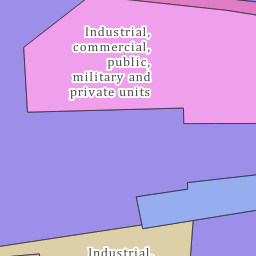 Industrial,
commercial,
public,
military and
private units
Industrial,